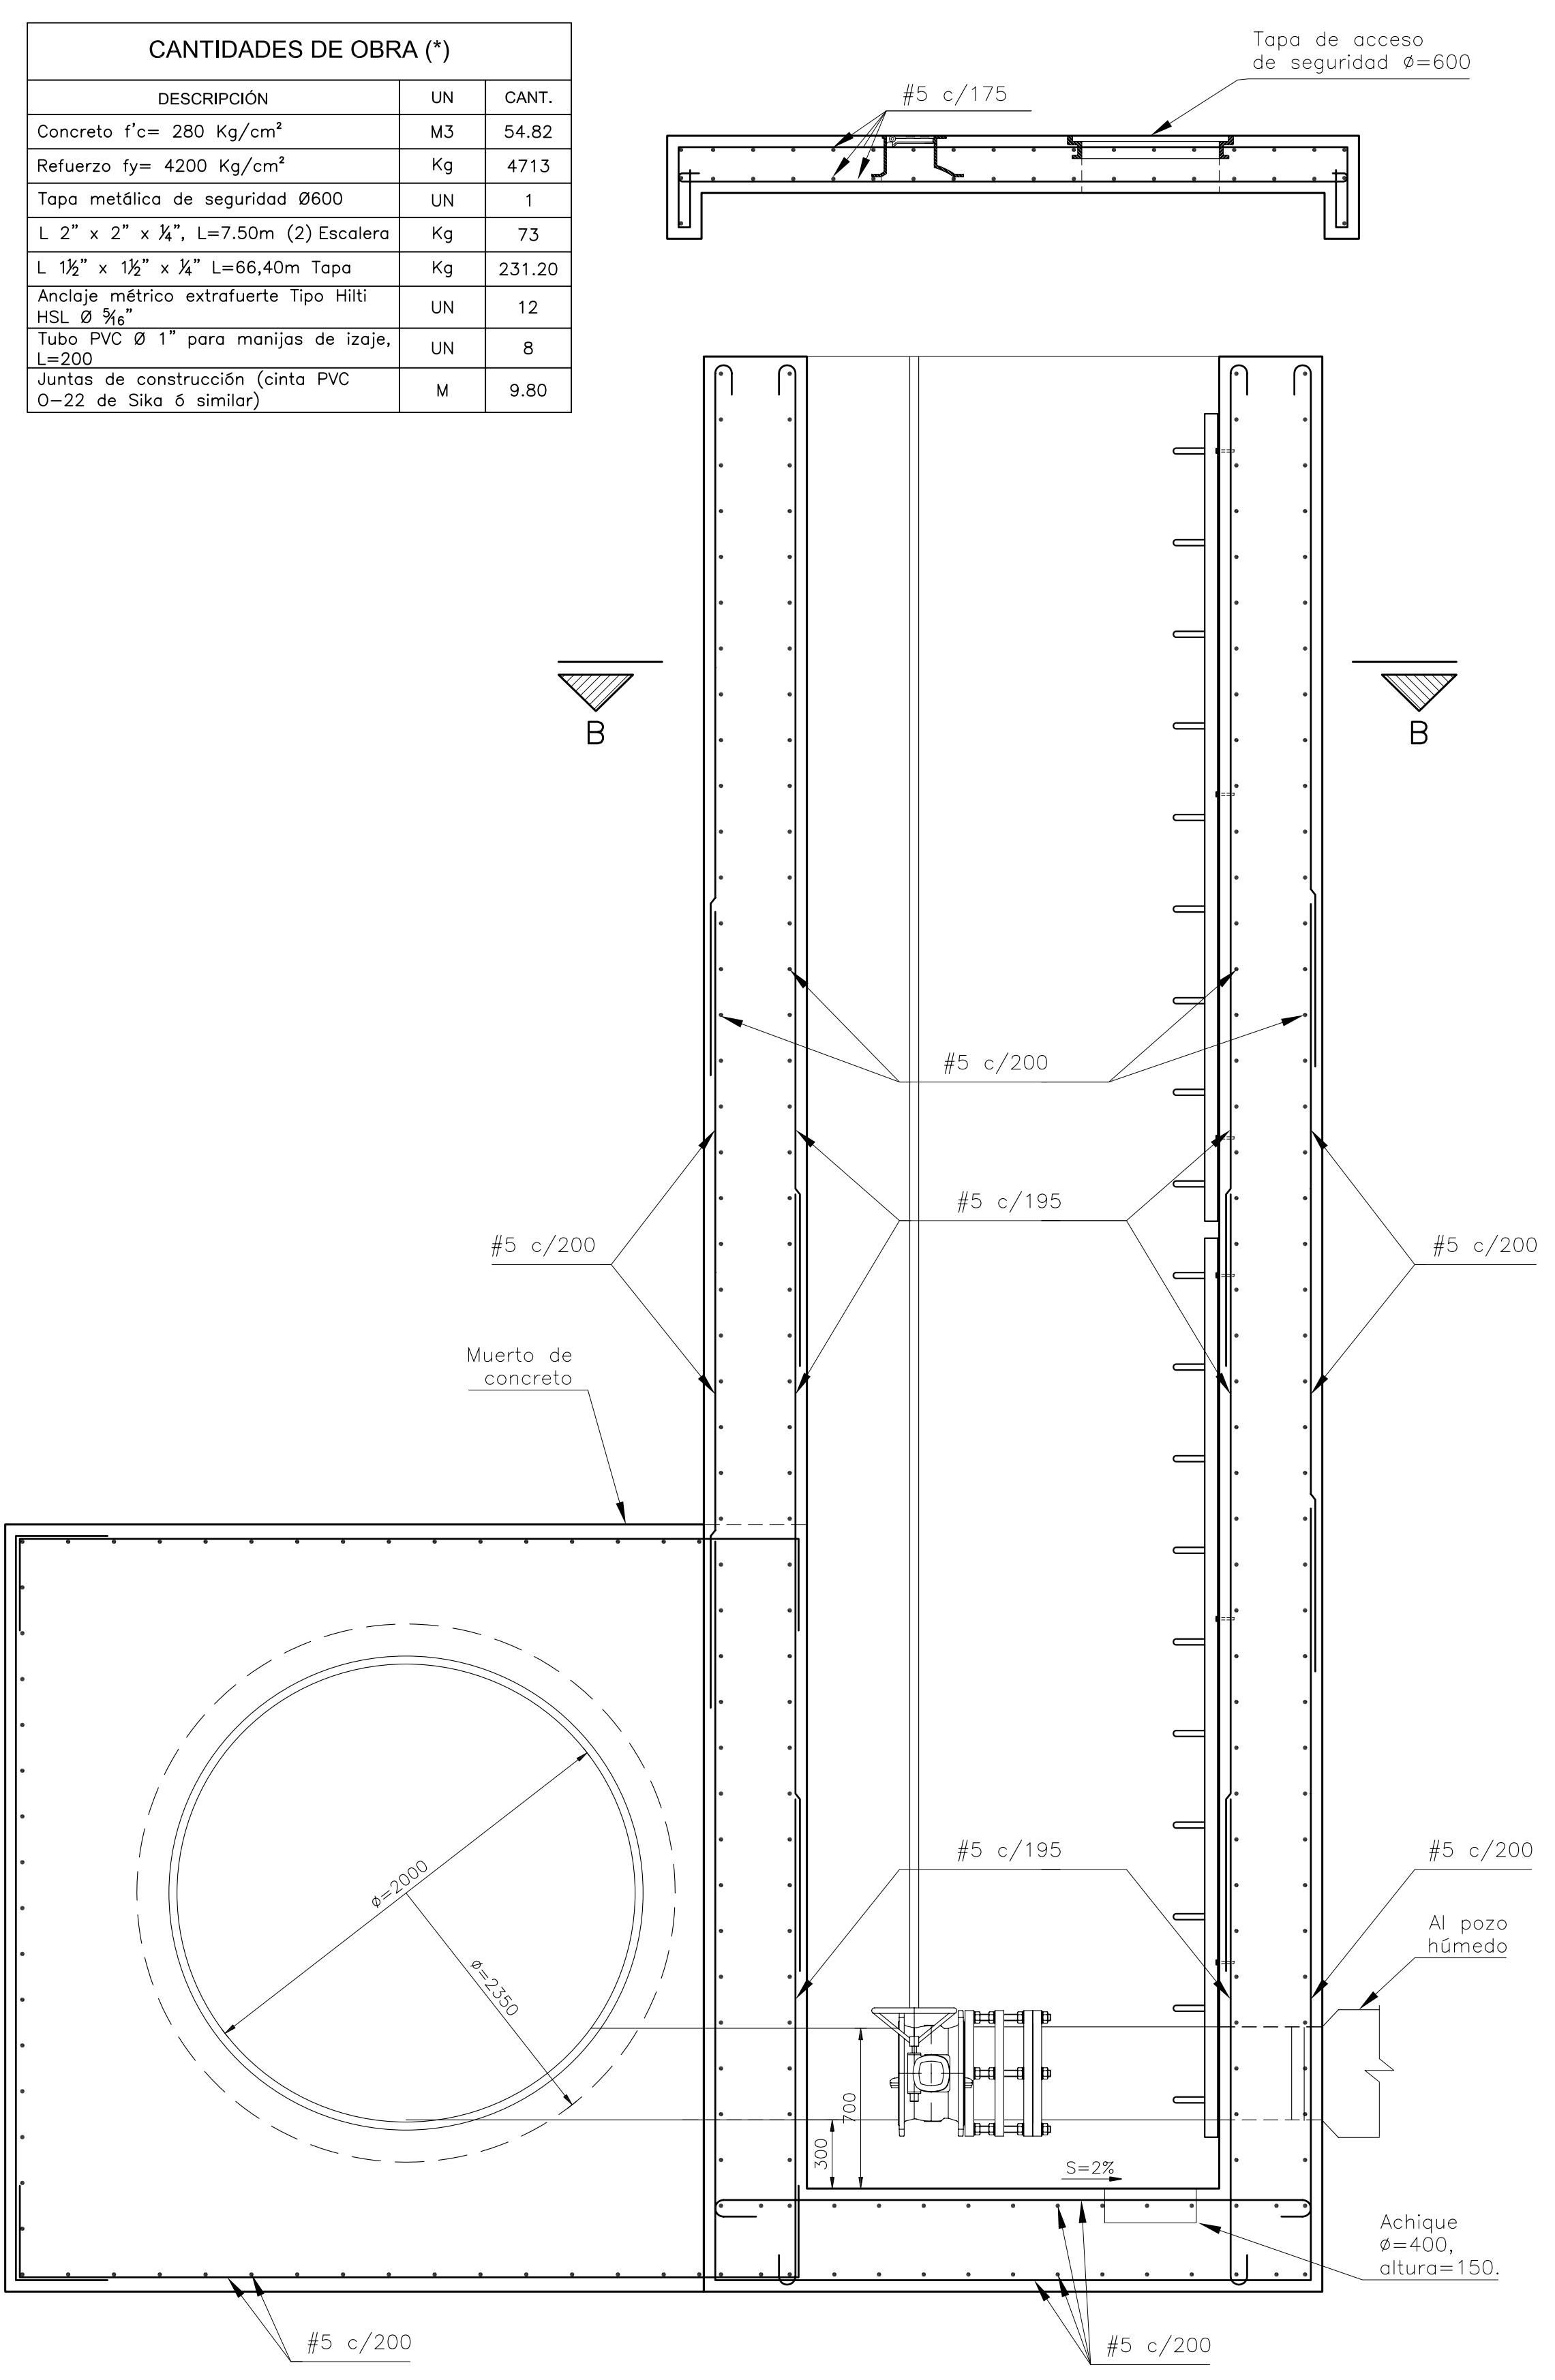 CANTIDADES DE OBRA (*)
DESCRIPCIÓN UN CANT.
Concreto f'c= 280 Kg/cm² M3 54.82
Refuerzo fy= 4200 Kg/cm² Kg 4713
Tapa metálica de seguridad Ø600 UN 1
L 2" x 2" x ¼", L=7.50m (2) Escalera Kg 73
L 1½" x 1½" x ¼" L=66,40m Tapa Kg 231.20
Anclaje métrico extrafuerte Tipo Hilti
HSL Ø 5⁄16" UN 12
Tubo PVC Ø 1" para manijas de izaje,
L=200 UN 8
Juntas de construcción (cinta PVC
O-22 de Sika ó similar) M 9.80
Tapa de acceso
de seguridad ø=600
#5 c/175
B
B
#5 c/200
#5 c/195
#5 c/200
#5 c/200
Muerto de
concreto
ø=2000
ø=2350
#5 c/195
#5 c/200
Al pozo
húmedo
700
300
S=2%
Achique
ø=400,
altura=150.
#5 c/200
#5 c/200